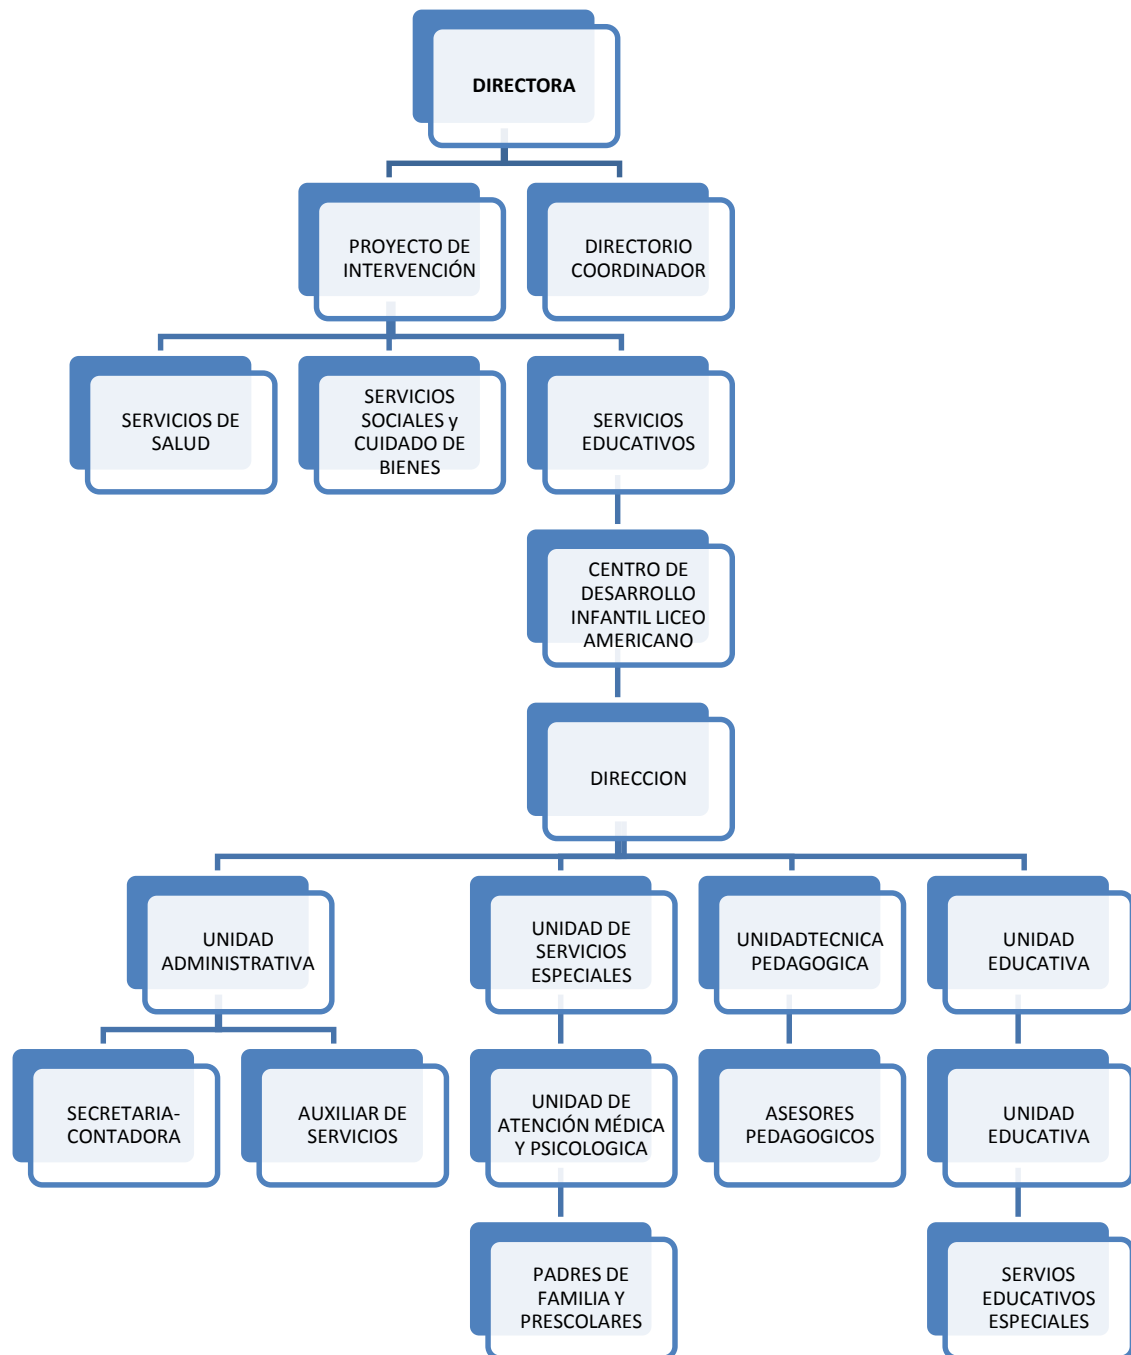 DIRECTORA
PROYECTO DE
INTERVENCIÓN
DIRECTORIO
COORDINADOR
SERVICIOS DE
SALUD
SERVICIOS
SOCIALES y
CUIDADO DE
BIENES
SERVICIOS
EDUCATIVOS
CENTRO DE
DESARROLLO
INFANTIL LICEO
AMERICANO
DIRECCION
UNIDAD
ADMINISTRATIVA
UNIDAD DE
SERVICIOS
ESPECIALES
UNIDADTECNICA
PEDAGOGICA
UNIDAD
EDUCATIVA
SECRETARIA-
CONTADORA
AUXILIAR DE
SERVICIOS
UNIDAD DE
ATENCIÓN MÉDICA
Y PSICOLOGICA
ASESORES
PEDAGOGICOS
UNIDAD
EDUCATIVA
PADRES DE
FAMILIA Y
PRESCOLARES
SERVIOS
EDUCATIVOS
ESPECIALES